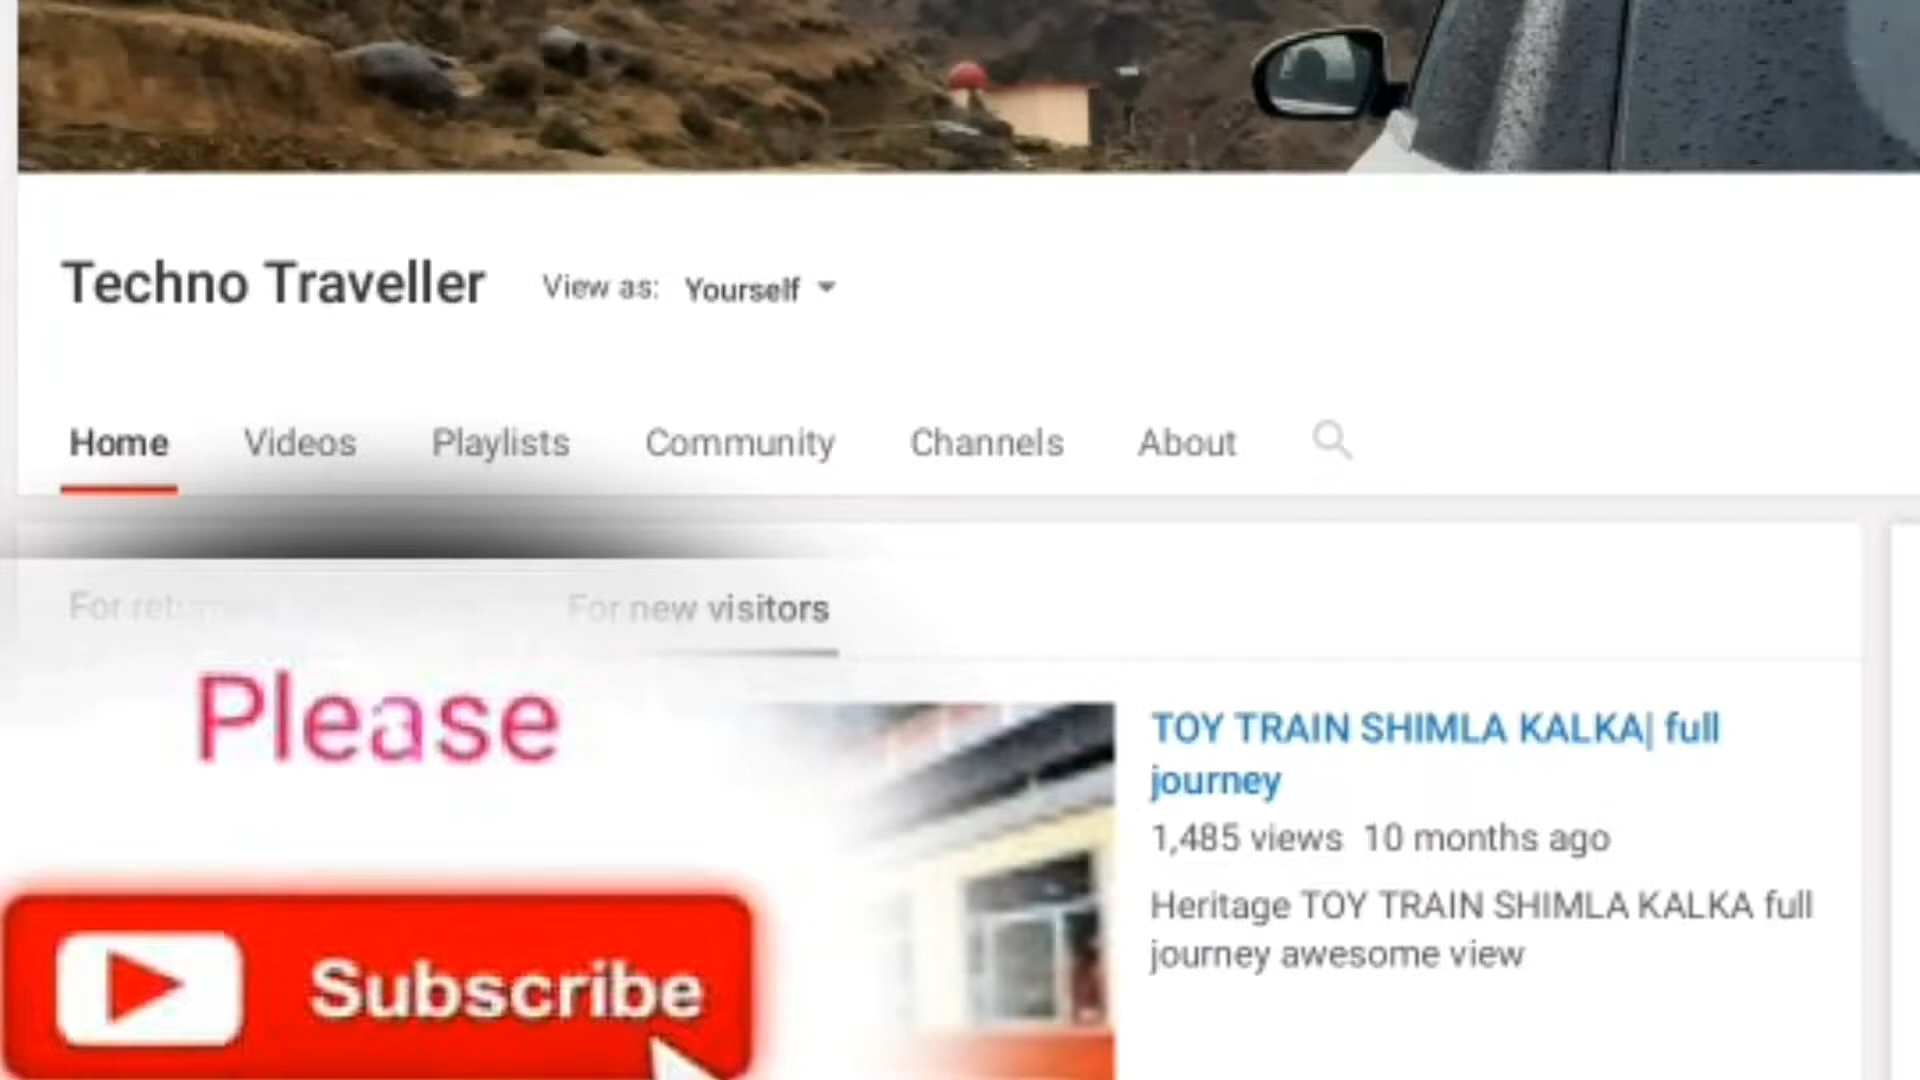 Techno Traveller View as: Yourself
Home Videos Playlists Community Channels About
For new visitors
Please
TOY TRAIN SHIMLA KALKA| full
journey
1,485 views 10 months ago
Heritage TOY TRAIN SHIMLA KALKA full
journey awesome view
Subscribe